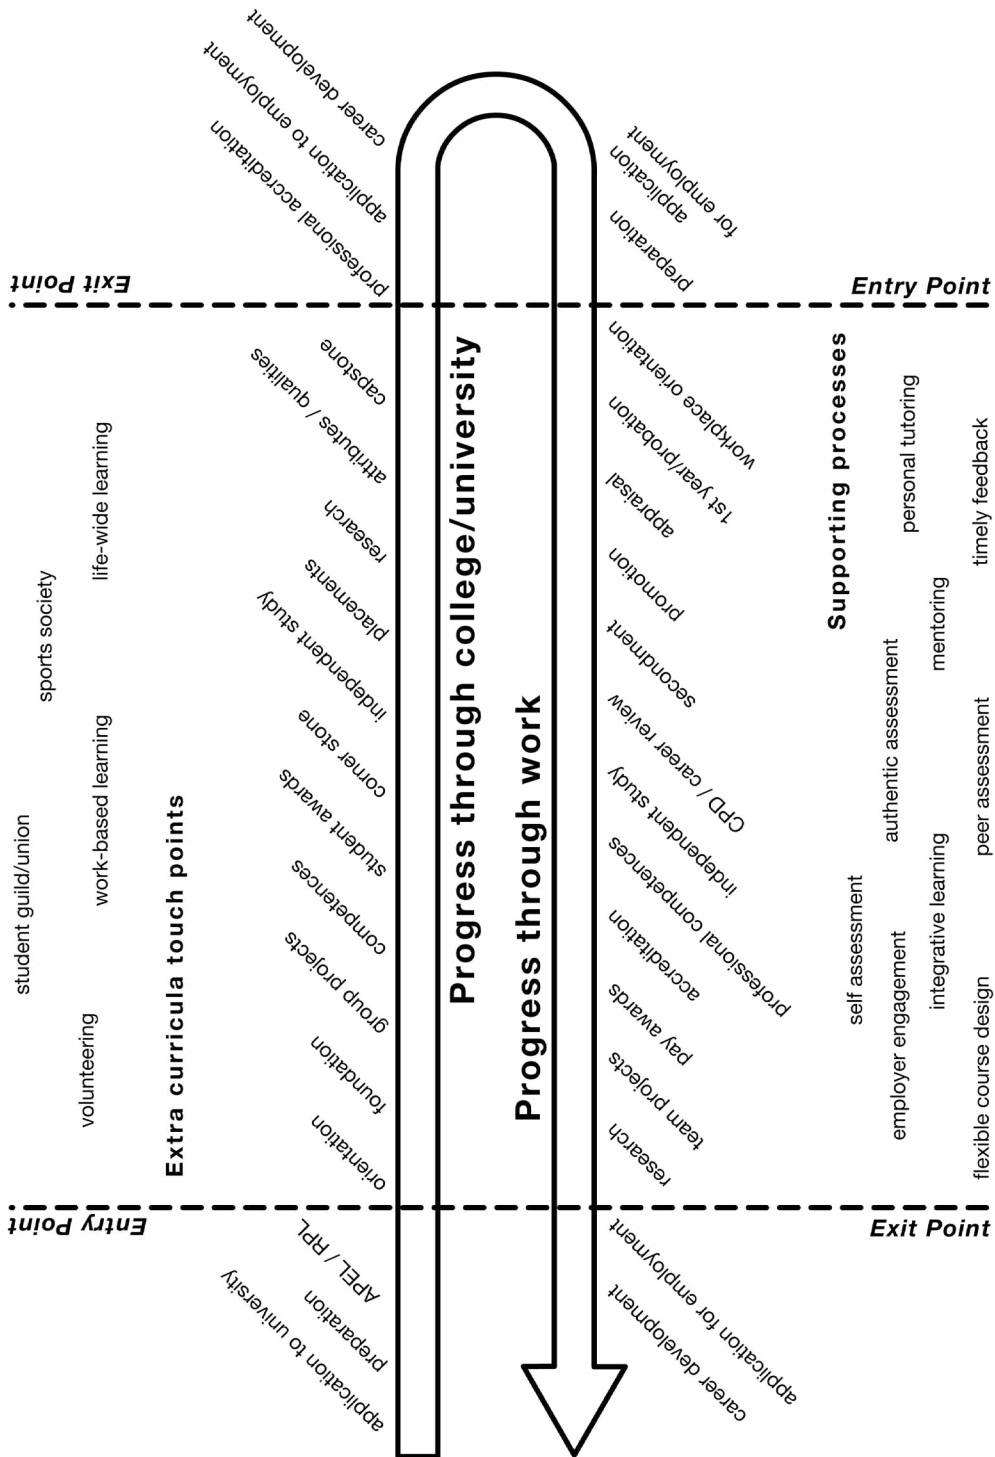 student guild/union
sports society
volunteering
work-based learning
life-wide learning
Extra curricula touch points
Entry Point
Exit Point
application to university
preparation
APEL / RPL
orientation
foundation
group projects
competences
student awards
corner stone
independent study
placements
research
attributes / qualities
capstone
professional accreditation
application to employment
career development
Progress through college/university
Progress through work
application
for employment
preparation
Entry Point
workplace orientation
1st year/probation
appraisal
promotion
secondment
CPD / career review
independent study
professional competences
accreditation
pay awards
team projects
research
Exit Point
application for employment
career development
Supporting processes
self assessment
employer engagement
authentic assessment
personal tutoring
integrative learning
mentoring
flexible course design
peer assessment
timely feedback